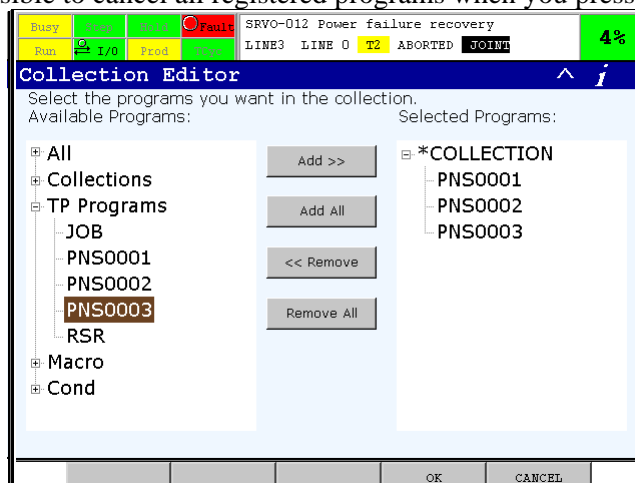 sible to cancel all registered programs when you press
Busy Step Hold Fault SRVO-012 Power failure recovery
Run I/O Prod TCyc LINE3 LINE 0 T2 ABORTED JOINT 4%
Collection Editor
Select the programs you want in the collection.
Available Programs: Selected Programs:
All Add >> *COLLECTION
Collections PNS0001
TP Programs Add All PNS0002
JOB PNS0003
PNS0001 << Remove
PNS0002
PNS0003 Remove All
RSR
Macro
Cond
OK CANCEL